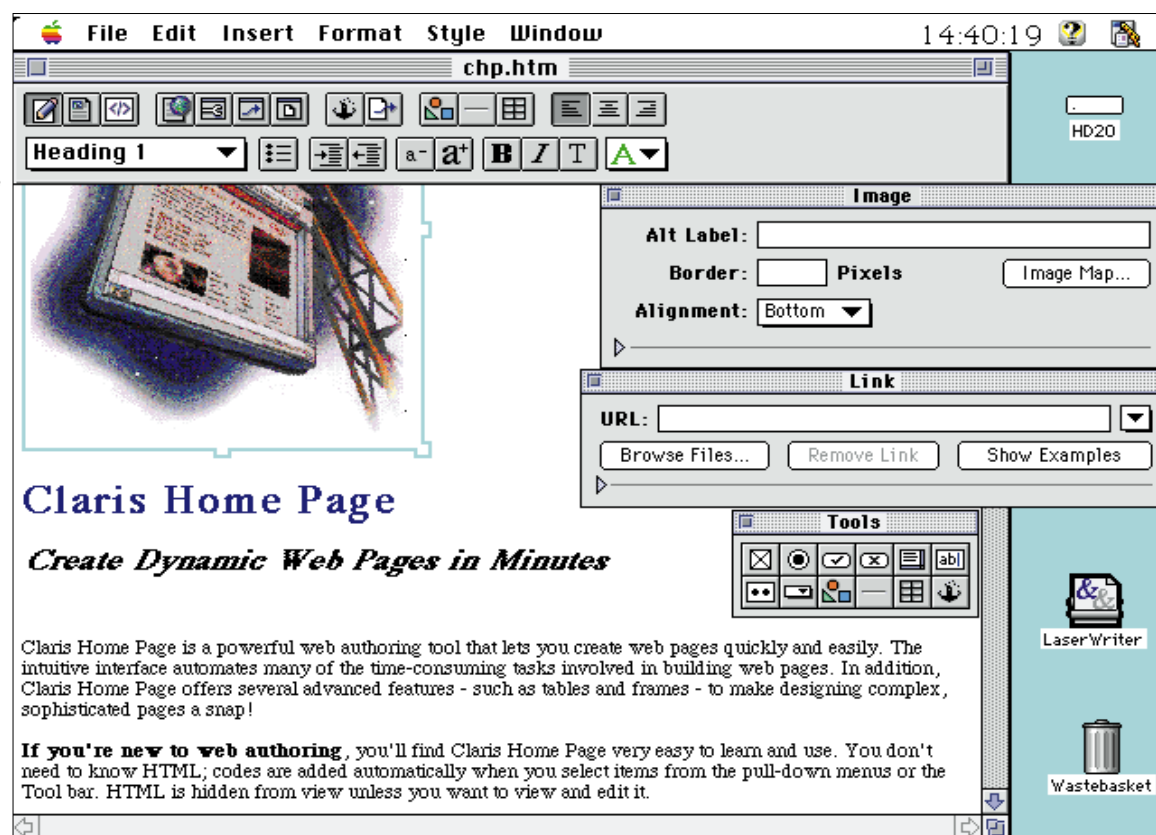 File Edit Insert Format Style Window 14:40:19
chp.htm
HD20
Heading 1 a- a+ B I T A
Image
Alt Label:
Border: Pixels Image Map...
Alignment: Bottom
Link
URL:
Browse Files... Remove Link Show Examples
Claris Home Page
Tools
ab
Create Dynamic Web Pages in Minutes
LaserWriter
Claris Home Page is a powerful web authoring tool that lets you create web pages quickly and easily. The
intuitive interface automates many of the time-consuming tasks involved in building web pages. In addition,
Claris Home Page offers several advanced features - such as tables and frames - to make designing complex,
sophisticated pages a snap!
If you're new to web authoring, you'll find Claris Home Page very easy to learn and use. You don't
need to know HTML; codes are added automatically when you select items from the pull-down menus or the
Tool bar. HTML is hidden from view unless you want to view and edit it.
Wastebasket